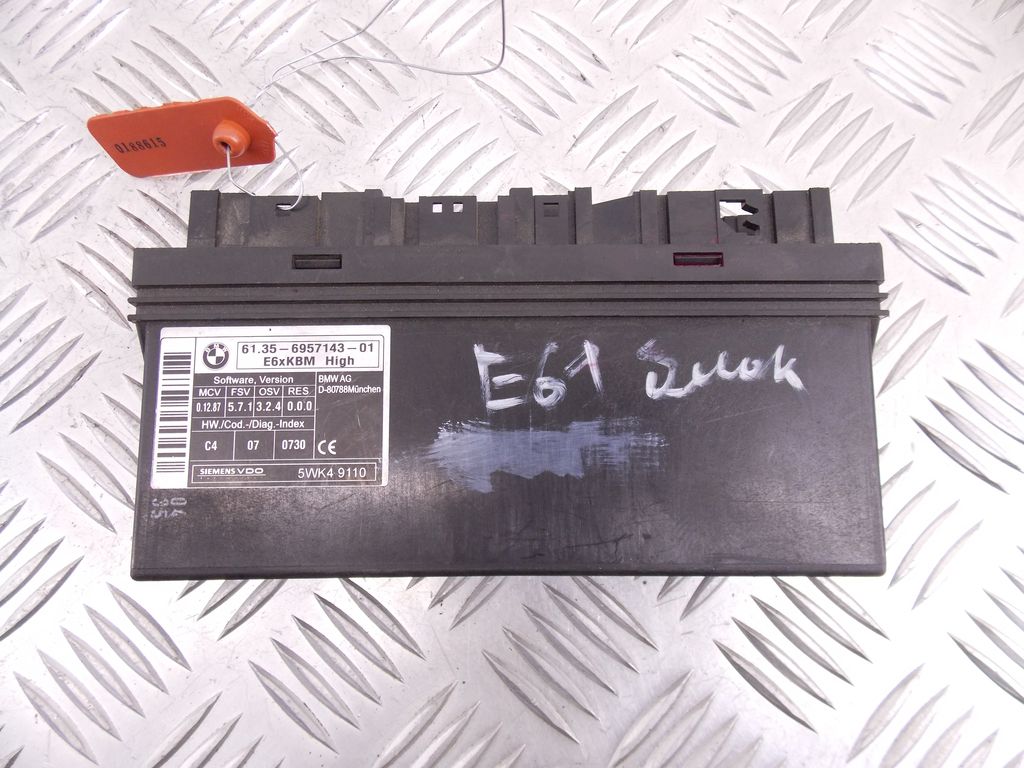 0188615
BMW
61.35-6957143-01
E6xKBM High
Software, Version
MCV FSV OSV RES.
0.12.87 5.7.1 3.2.4 0.0.0
BMW AG
D-80788München
HW./Cod.-/Diag.-Index
C4 07 0730 CE
SIEMENS VDO 5WK4 9110
E61